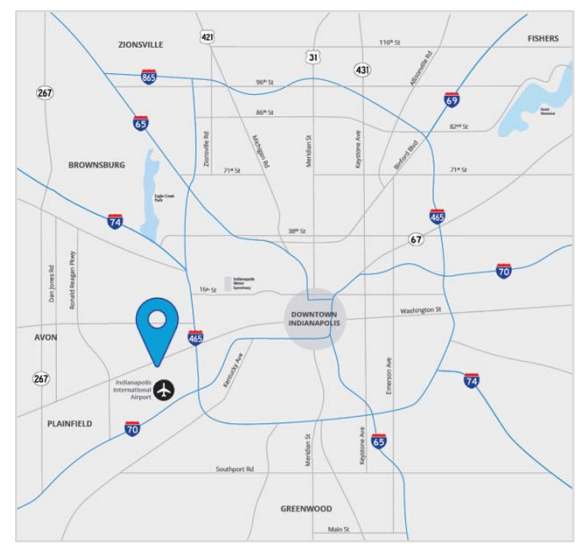 ZIONSVILLE
421
116th St
FISHERS
31
431
Allisonville Rd
865
96th St
267
69
65
86th St
82nd St
Geist
Reservoir
Zionsville Rd
Michigan Rd
Meridian St
Keystone Ave
Binford Blvd
BROWNSBURG
71st St
71st St
Eagle Creek
Park
74
465
38th St
67
70
Dan Jones Rd
Ronald Reagan Pkwy
16th St
Indianapolis
Motor
Speedway
DOWNTOWN
INDIANAPOLIS
Washington St
AVON
465
267
Indianapolis
International
Airport
Kentucky Ave
Emerson Ave
74
PLAINFIELD
70
Meridian St
Keystone Ave
65
Southport Rd
GREENWOOD
Main St